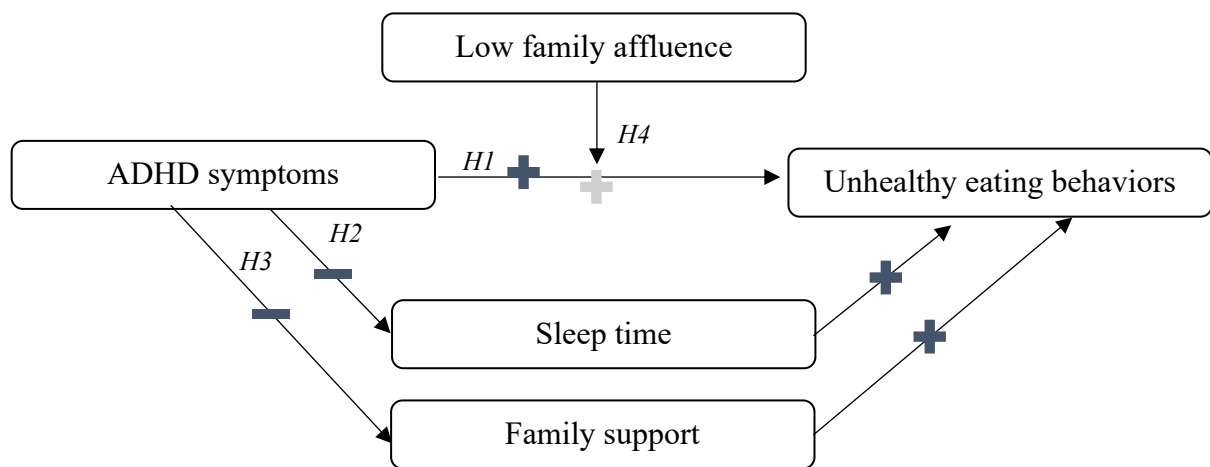 Low family affluence
H4
H1
ADHD symptoms
Unhealthy eating behaviors
H2
H3
Sleep time
Family support